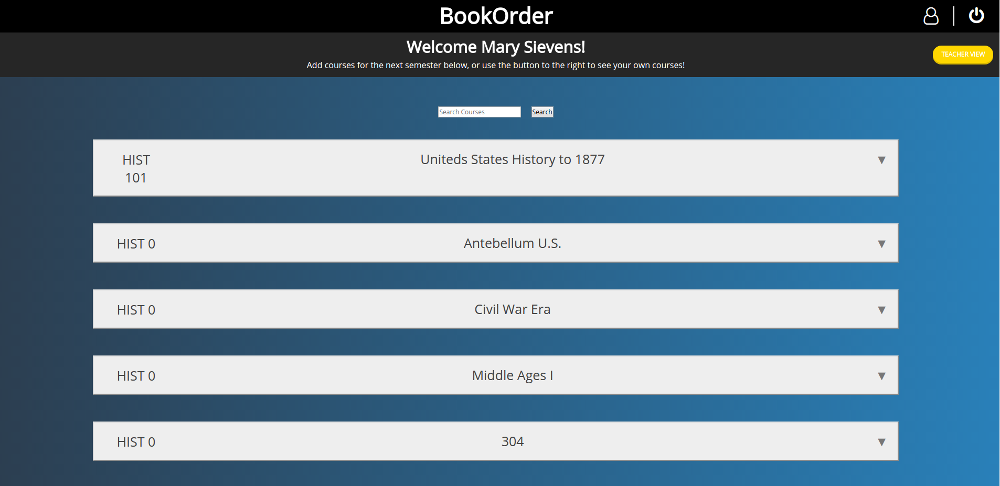 BookOrder
Welcome Mary Sievens!
Add courses for the next semester below, or use the button to the right to see your own courses!
TEACHER VIEW
Search Courses
Search
HIST
101
Uniteds States History to 1877
HIST 0
Antebellum U.S.
HIST 0
Civil War Era
HIST 0
Middle Ages I
HIST 0
304